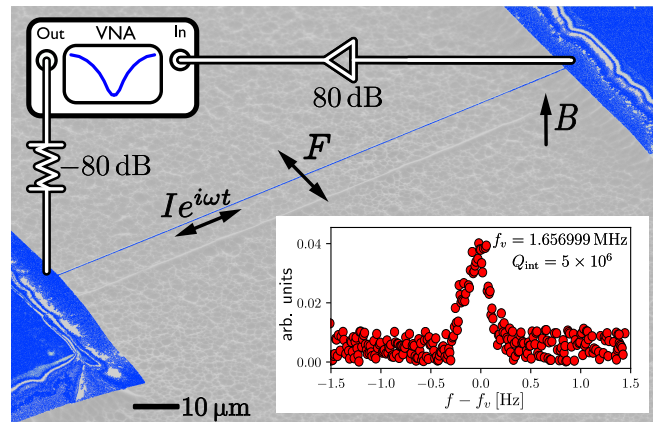 Out VNA In
80 dB
B
−80 dB
F
Ie^{iωt}
f_v = 1.656999 MHz
Q_int = 5 × 10^6
0.04
0.02
0.00
arb. units
−1.5 −1.0 −0.5 0.0 0.5 1.0 1.5
f − f_v [Hz]
10 μm